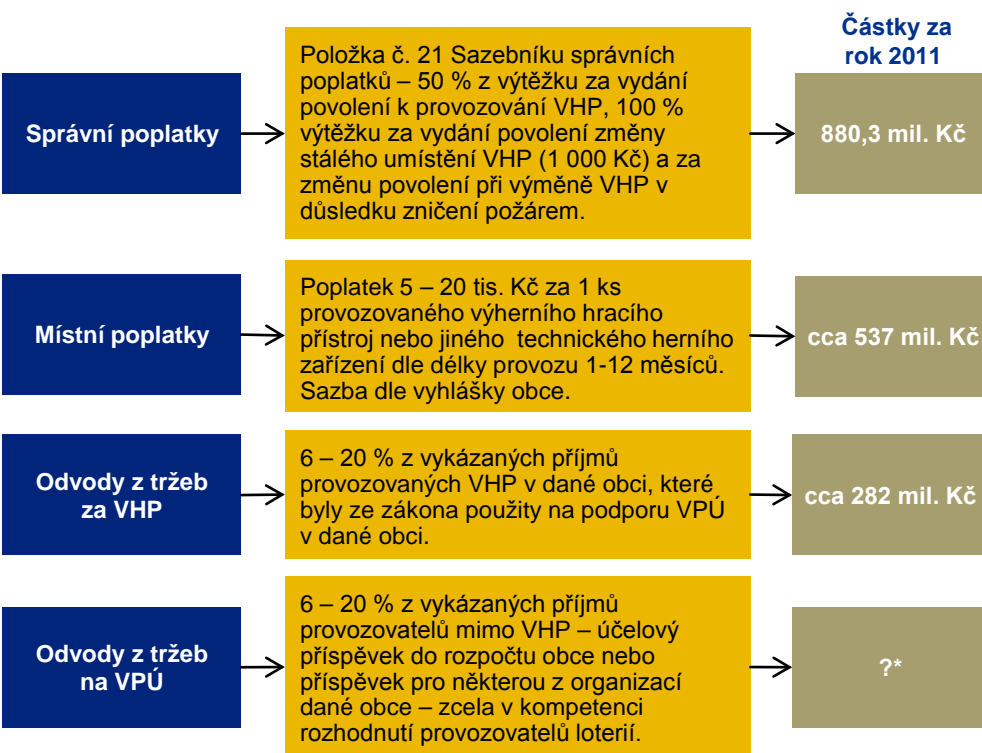 Částky za
rok 2011
Správní poplatky
Položka č. 21 Sazebníku správních
poplatků – 50 % z výtěžku za vydání
povolení k provozování VHP, 100 %
výtěžku za vydání povolení změny
stálého umístění VHP (1 000 Kč) a za
změnu povolení při výměně VHP v
důsledku zničení požárem.
880,3 mil. Kč
Místní poplatky
Poplatek 5 – 20 tis. Kč za 1 ks
provozovaného výherního hracího
přístroj nebo jiného technického herního
zařízení dle délky provozu 1-12 měsíců.
Sazba dle vyhlášky obce.
cca 537 mil. Kč
Odvody z tržeb
za VHP
6 – 20 % z vykázaných příjmů
provozovaných VHP v dané obci, které
byly ze zákona použity na podporu VPÚ
v dané obci.
cca 282 mil. Kč
Odvody z tržeb
na VPÚ
6 – 20 % z vykázaných příjmů
provozovatelů mimo VHP – účelový
příspěvek do rozpočtu obce nebo
příspěvek pro některou z organizací
dané obce – zcela v kompetenci
rozhodnutí provozovatelů loterií.
?*